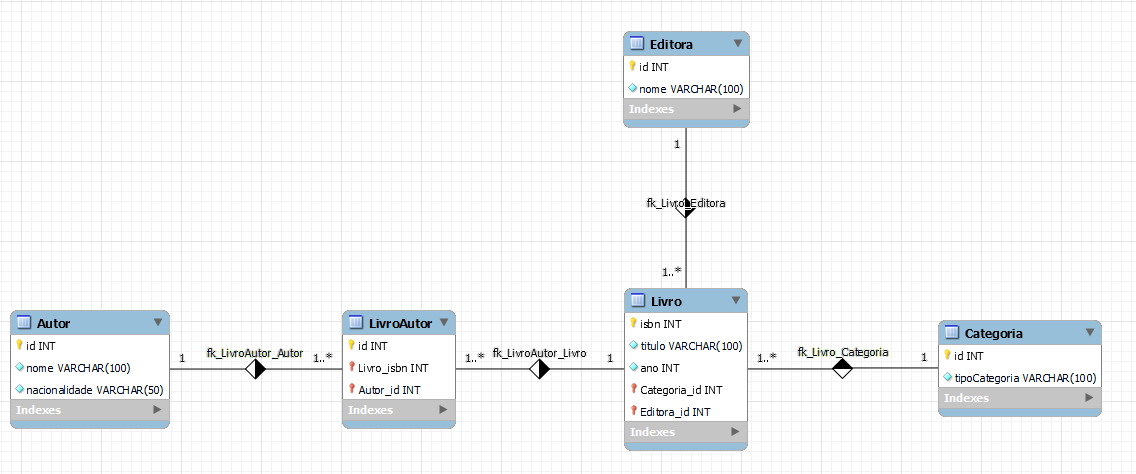 Editora
id INT
nome VARCHAR(100)
Indexes
1
fk_Livro_Editora
1..*
Autor
id INT
nome VARCHAR(100)
nacionalidade VARCHAR(50)
Indexes
1
fk_LivroAutor_Autor
1..*
LivroAutor
id INT
Livro_isbn INT
Autor_id INT
Indexes
1..*
fk_LivroAutor_Livro
1
Livro
isbn INT
titulo VARCHAR(100)
ano INT
Categoria_id INT
Editora_id INT
Indexes
1..*
fk_Livro_Categoria
1
Categoria
id INT
tipoCategoria VARCHAR(100)
Indexes